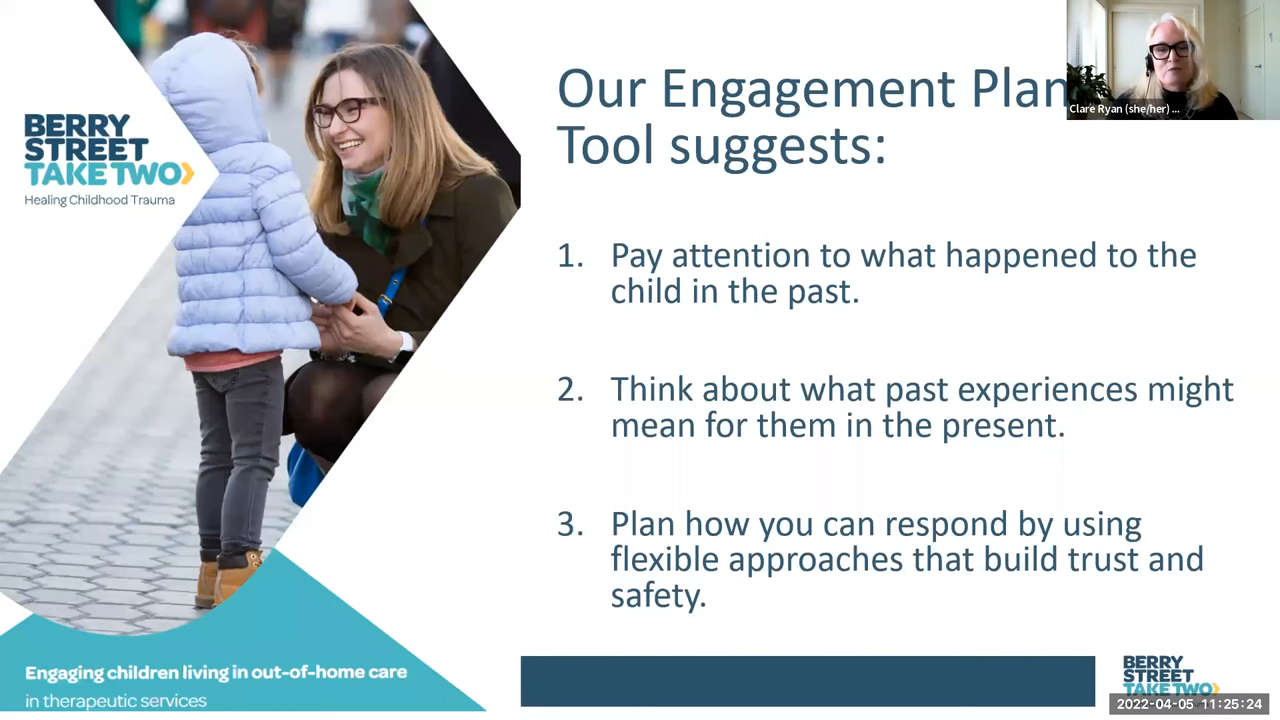 Our Engagement Plan
Tool suggests:
Clare Ryan (she/her) ...
BERRY
STREET
TAKE TWO
Healing Childhood Trauma
1. Pay attention to what happened to the
child in the past.
2. Think about what past experiences might
mean for them in the present.
3. Plan how you can respond by using
flexible approaches that build trust and
safety.
Engaging children living in out-of-home care
in therapeutic services
BERRY
STREET
TAKE TWO
2022-04-05 11:25:24